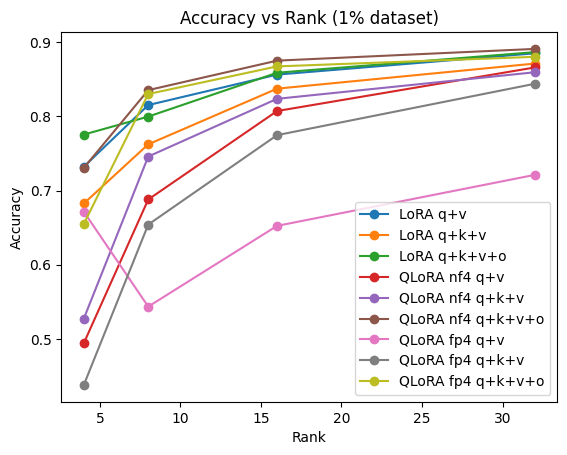 Accuracy vs Rank (1% dataset)
0.9
0.8
0.7
0.6
0.5
Accuracy
5
10
15
20
25
30
Rank
LoRA q+v
LoRA q+k+v
LoRA q+k+v+o
QLoRA nf4 q+v
QLoRA nf4 q+k+v
QLoRA nf4 q+k+v+o
QLoRA fp4 q+v
QLoRA fp4 q+k+v
QLoRA fp4 q+k+v+o